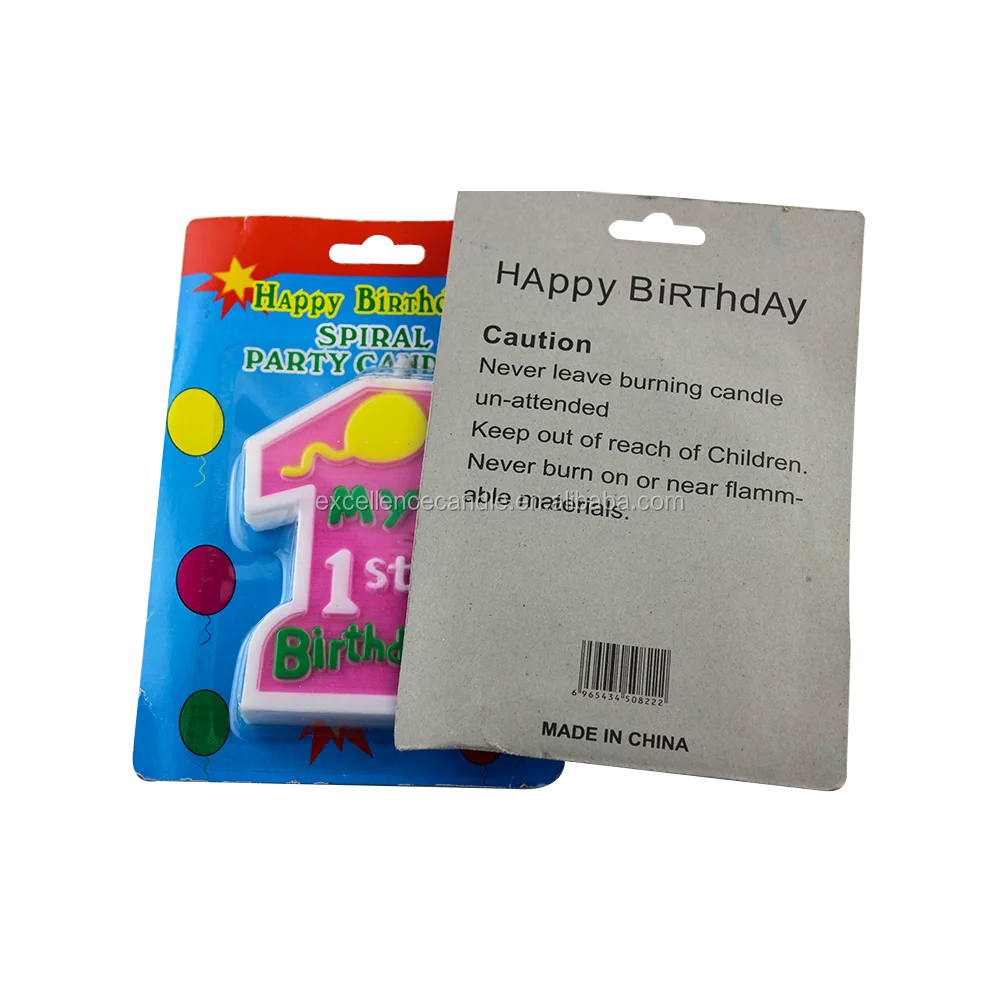 Happy Birthd
SPIRAL
PARTY CAND
My
1st
Birthd
HAppy BiRThdAy
Caution
Never leave burning candle
un-attended
Keep out of reach of Children.
Never burn on or near flamm-
able materials.
excellencecandle.en.alibaba.com
6 965434 508222
MADE IN CHINA